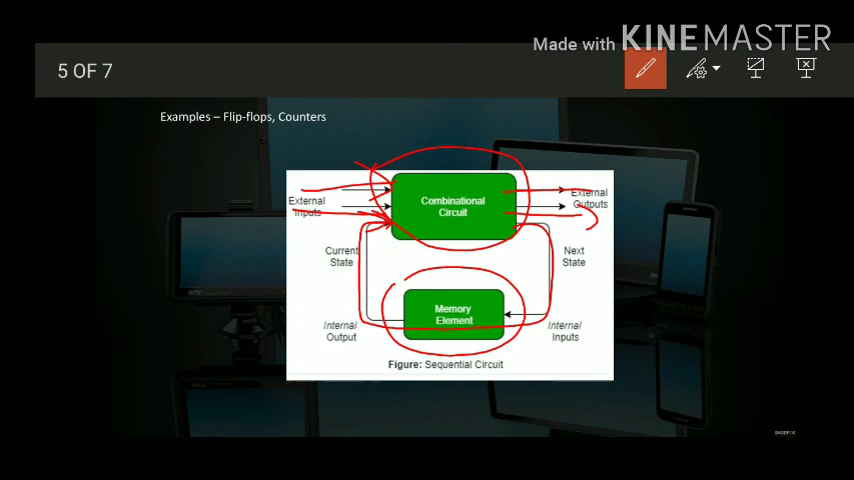 Made with KINEMASTER
5 OF 7
Examples – Flip-flops, Counters
Combinational
Circuit
External
Inputs
External
Outputs
Current
State
Next
State
Memory
Element
Internal
Output
Internal
Inputs
Figure: Sequential Circuit
SAGEFOX